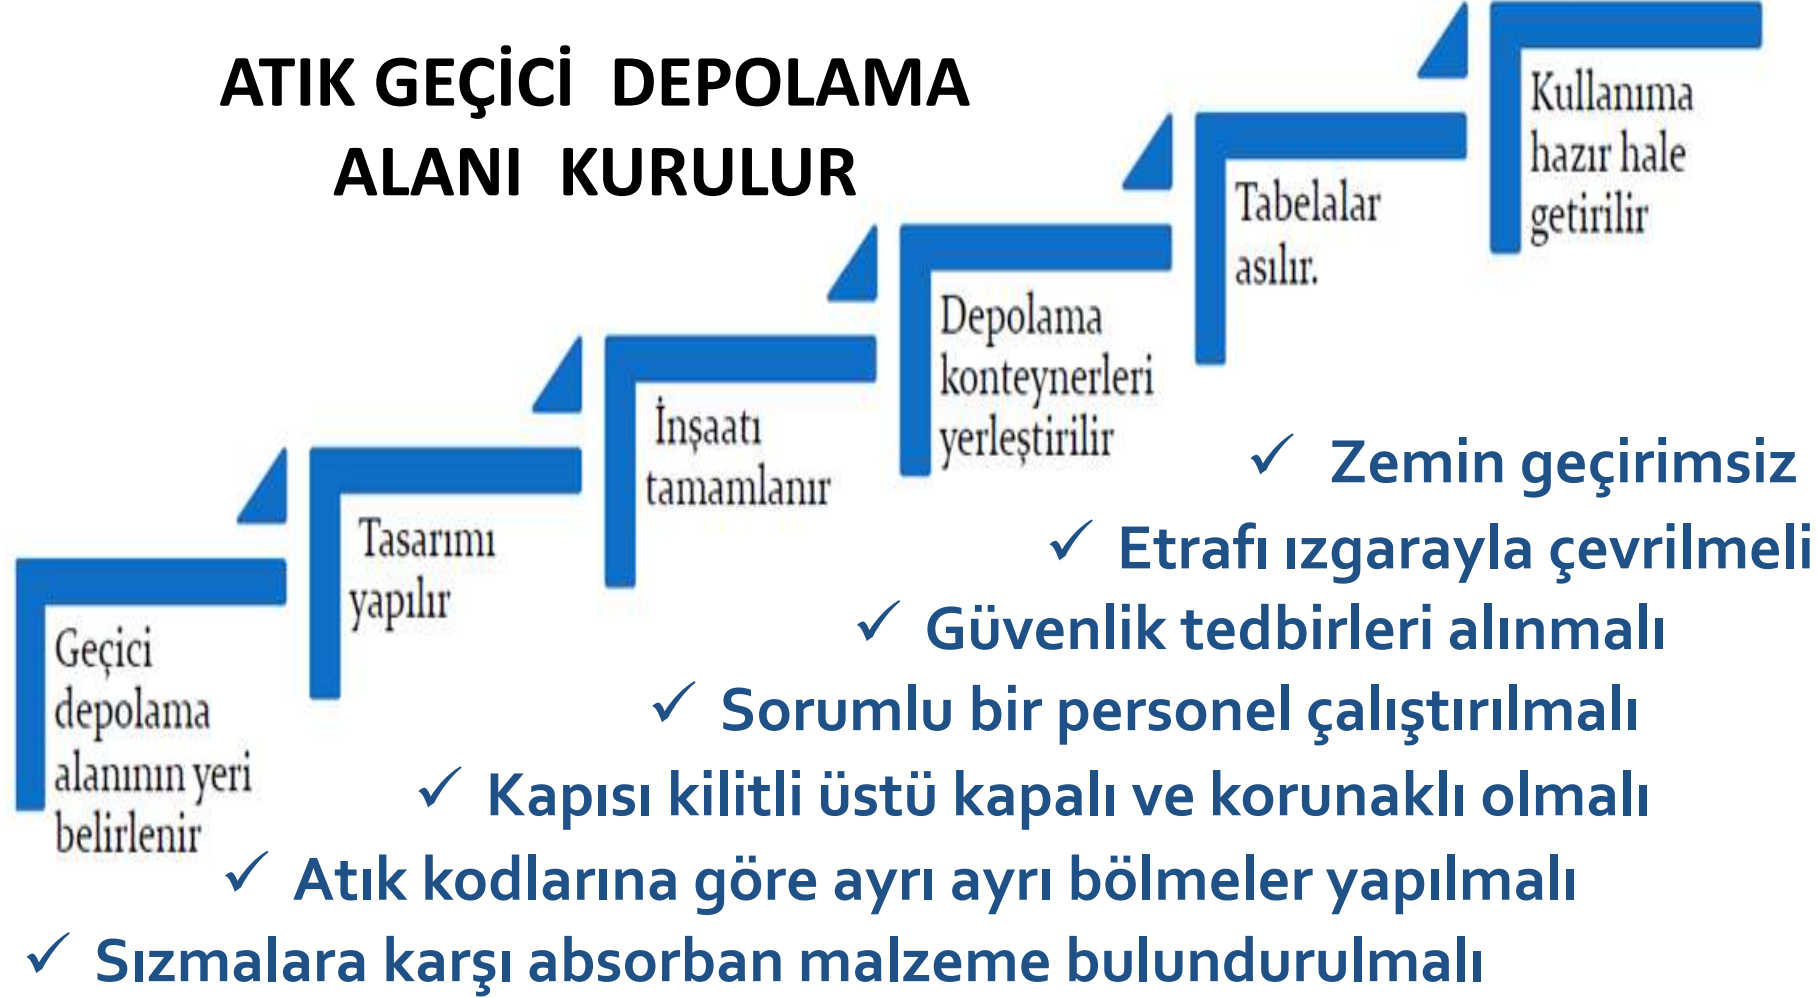 ATIK GEÇİCİ DEPOLAMA
ALANI KURULUR
Geçici
depolama
alanının yeri
belirlenir
Tasarımı
yapılır
İnşaatı
tamamlanır
Depolama
konteynerleri
yerleştirilir
Tabelalar
asılır.
Kullanıma
hazır hale
getirilir
✓ Zemin geçirimsiz
✓ Etrafı ızgarayla çevrilmeli
✓ Güvenlik tedbirleri alınmalı
✓ Sorumlu bir personel çalıştırılmalı
✓ Kapısı kilitli üstü kapalı ve korunaklı olmalı
✓ Atık kodlarına göre ayrı ayrı bölmeler yapılmalı
✓ Sızmalara karşı absorban malzeme bulundurulmalı